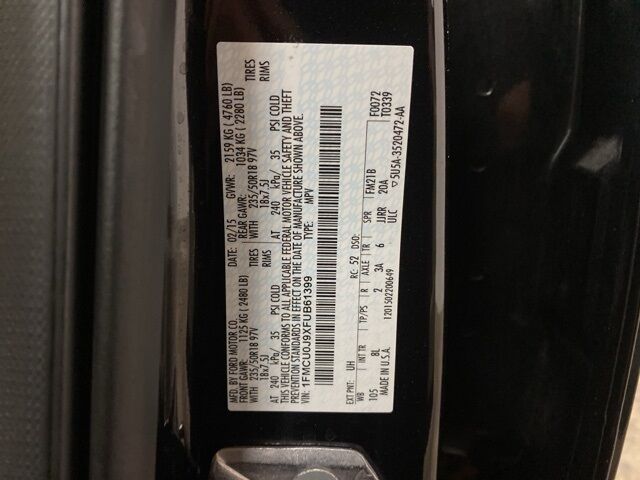 MFD. BY FORD MOTOR CO.
DATE: 02/15 GVWR: 2159 KG ( 4760 LB)
FRONT GAWR: 1125 KG ( 2480 LB) REAR GAWR: 1034 KG ( 2280 LB)
WITH 235/50R18 97V TIRES WITH 235/50R18 97V TIRES
18x7.5J RIMS 18x7.5J RIMS
AT 240 kPa/ 35 PSI COLD AT 240 kPa/ 35 PSI COLD
THIS VEHICLE CONFORMS TO ALL APPLICABLE FEDERAL MOTOR VEHICLE SAFETY AND THEFT
PREVENTION STANDARDS IN EFFECT ON THE DATE OF MANUFACTURE SHOWN ABOVE.
VIN: 1FMCU0J9XFUB61399 TYPE: MPV
F0072
T0339
EXT PNT: UH RC: 52 DSO: FM21B
WB INT TR TP/PS R AXLE TR SPR
105 8L 2 3A 6 JJRR 20A
MADE IN U.S.A. 1201502200649 ULC ▽5U5A-3520472-AA